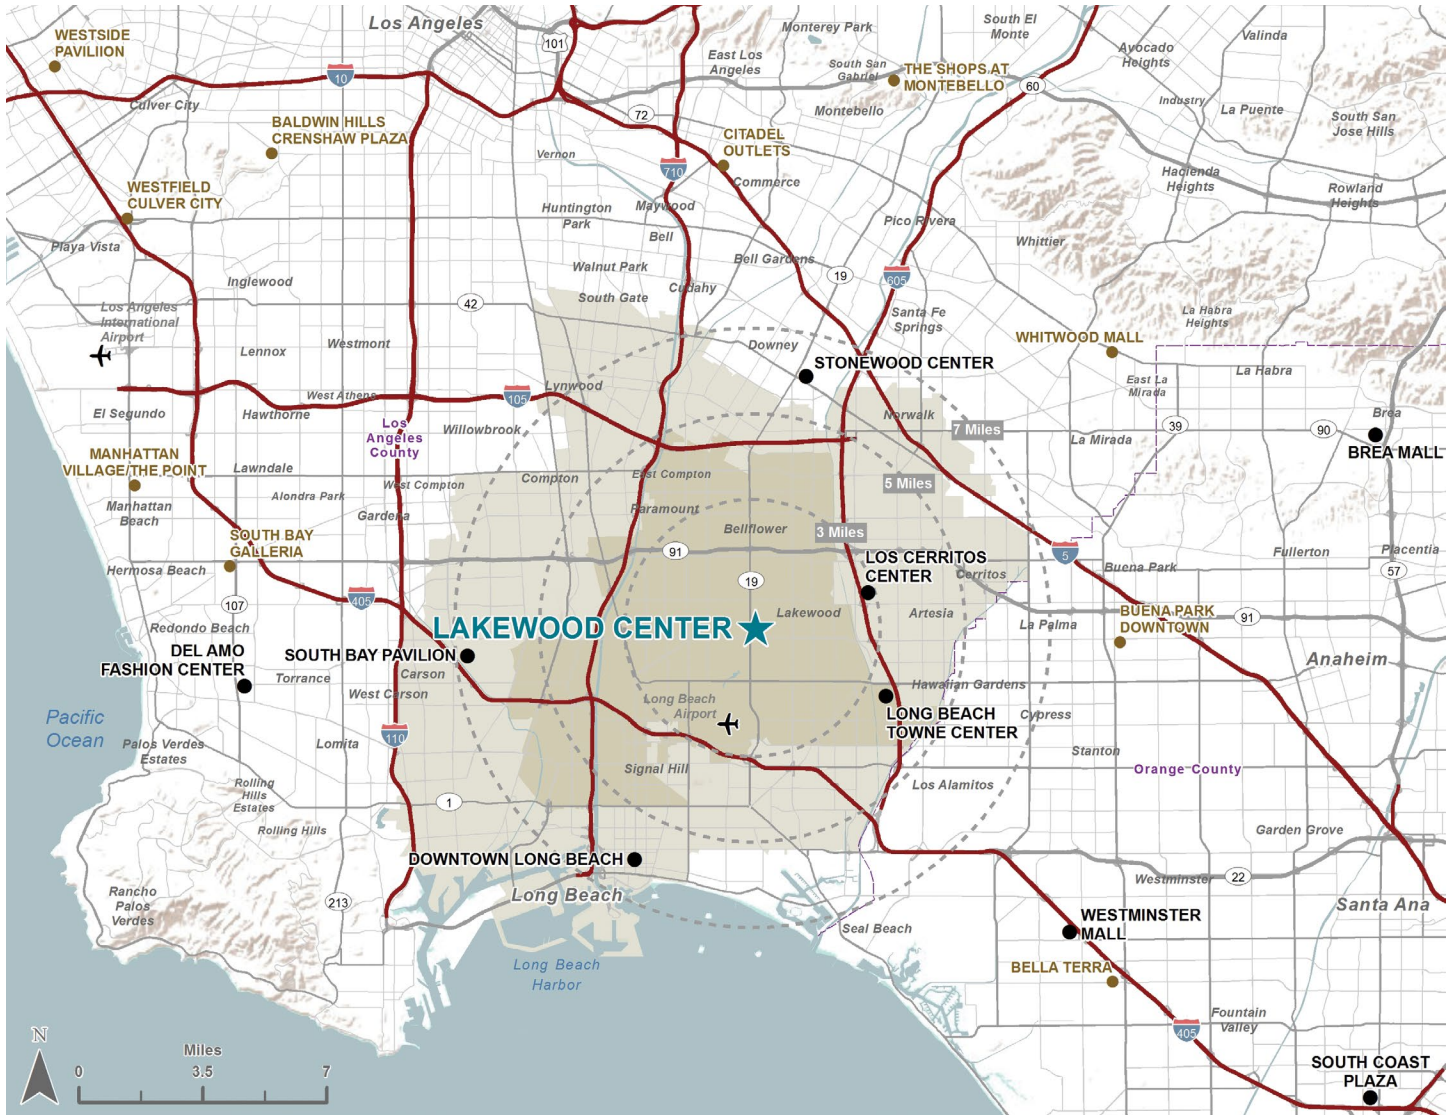 Los Angeles
WESTSIDE
PAVILIION
101
Monterey Park
South El
Monte
Valinda
Avocado
Heights
East Los
Angeles
South San
Gabriel
THE SHOPS AT
MONTEBELLO
10
60
Culver City
72
Montebello
Industry
La Puente
South San
Jose Hills
BALDWIN HILLS
CRENSHAW PLAZA
CITADEL
OUTLETS
Vernon
710
Commerce
Hacienda
Heights
Rowland
Heights
WESTFIELD
CULVER CITY
Huntington
Park
Maywood
Bell
Pico Rivera
Whittier
Playa Vista
Walnut Park
Bell Gardens
19
605
Inglewood
South Gate
Cudahy
42
Los Angeles
International
Airport
Santa Fe
Springs
La Habra
Heights
WHITWOOD MALL
Lennox
Westmont
Downey
STONEWOOD CENTER
La Habra
East La
Mirada
West Athens
105
Lynwood
El Segundo
Hawthorne
Norwalk
Brea
Los
Angeles
County
Willowbrook
7 Miles
La Mirada
39
90
BREA MALL
MANHATTAN
VILLAGE/THE POINT
Lawndale
West Compton
Compton
East Compton
5 Miles
Alondra Park
Manhattan
Beach
Gardena
Paramount
Bellflower
3 Miles
SOUTH BAY
GALLERIA
91
5
Fullerton
Placentia
Hermosa Beach
LOS CERRITOS
CENTER
Cerritos
Buena Park
57
19
405
107
Lakewood
Artesia
La Palma
BUENA PARK
DOWNTOWN
91
Redondo Beach
LAKEWOOD CENTER
DEL AMO
FASHION CENTER
SOUTH BAY PAVILION
Anaheim
Torrance
Carson
West Carson
Hawaiian Gardens
Long Beach
Airport
LONG BEACH
TOWNE CENTER
Cypress
Pacific
Ocean
110
Palos Verdes
Estates
Lomita
Stanton
Signal Hill
Orange County
Rolling
Hills
Estates
Los Alamitos
1
Rolling Hills
Garden Grove
DOWNTOWN LONG BEACH
Westminster
22
Rancho
Palos
Verdes
213
Long Beach
Santa Ana
WESTMINSTER
MALL
Seal Beach
Long Beach
Harbor
BELLA TERRA
N
Fountain
Valley
405
Miles
0
3.5
7
SOUTH COAST
PLAZA